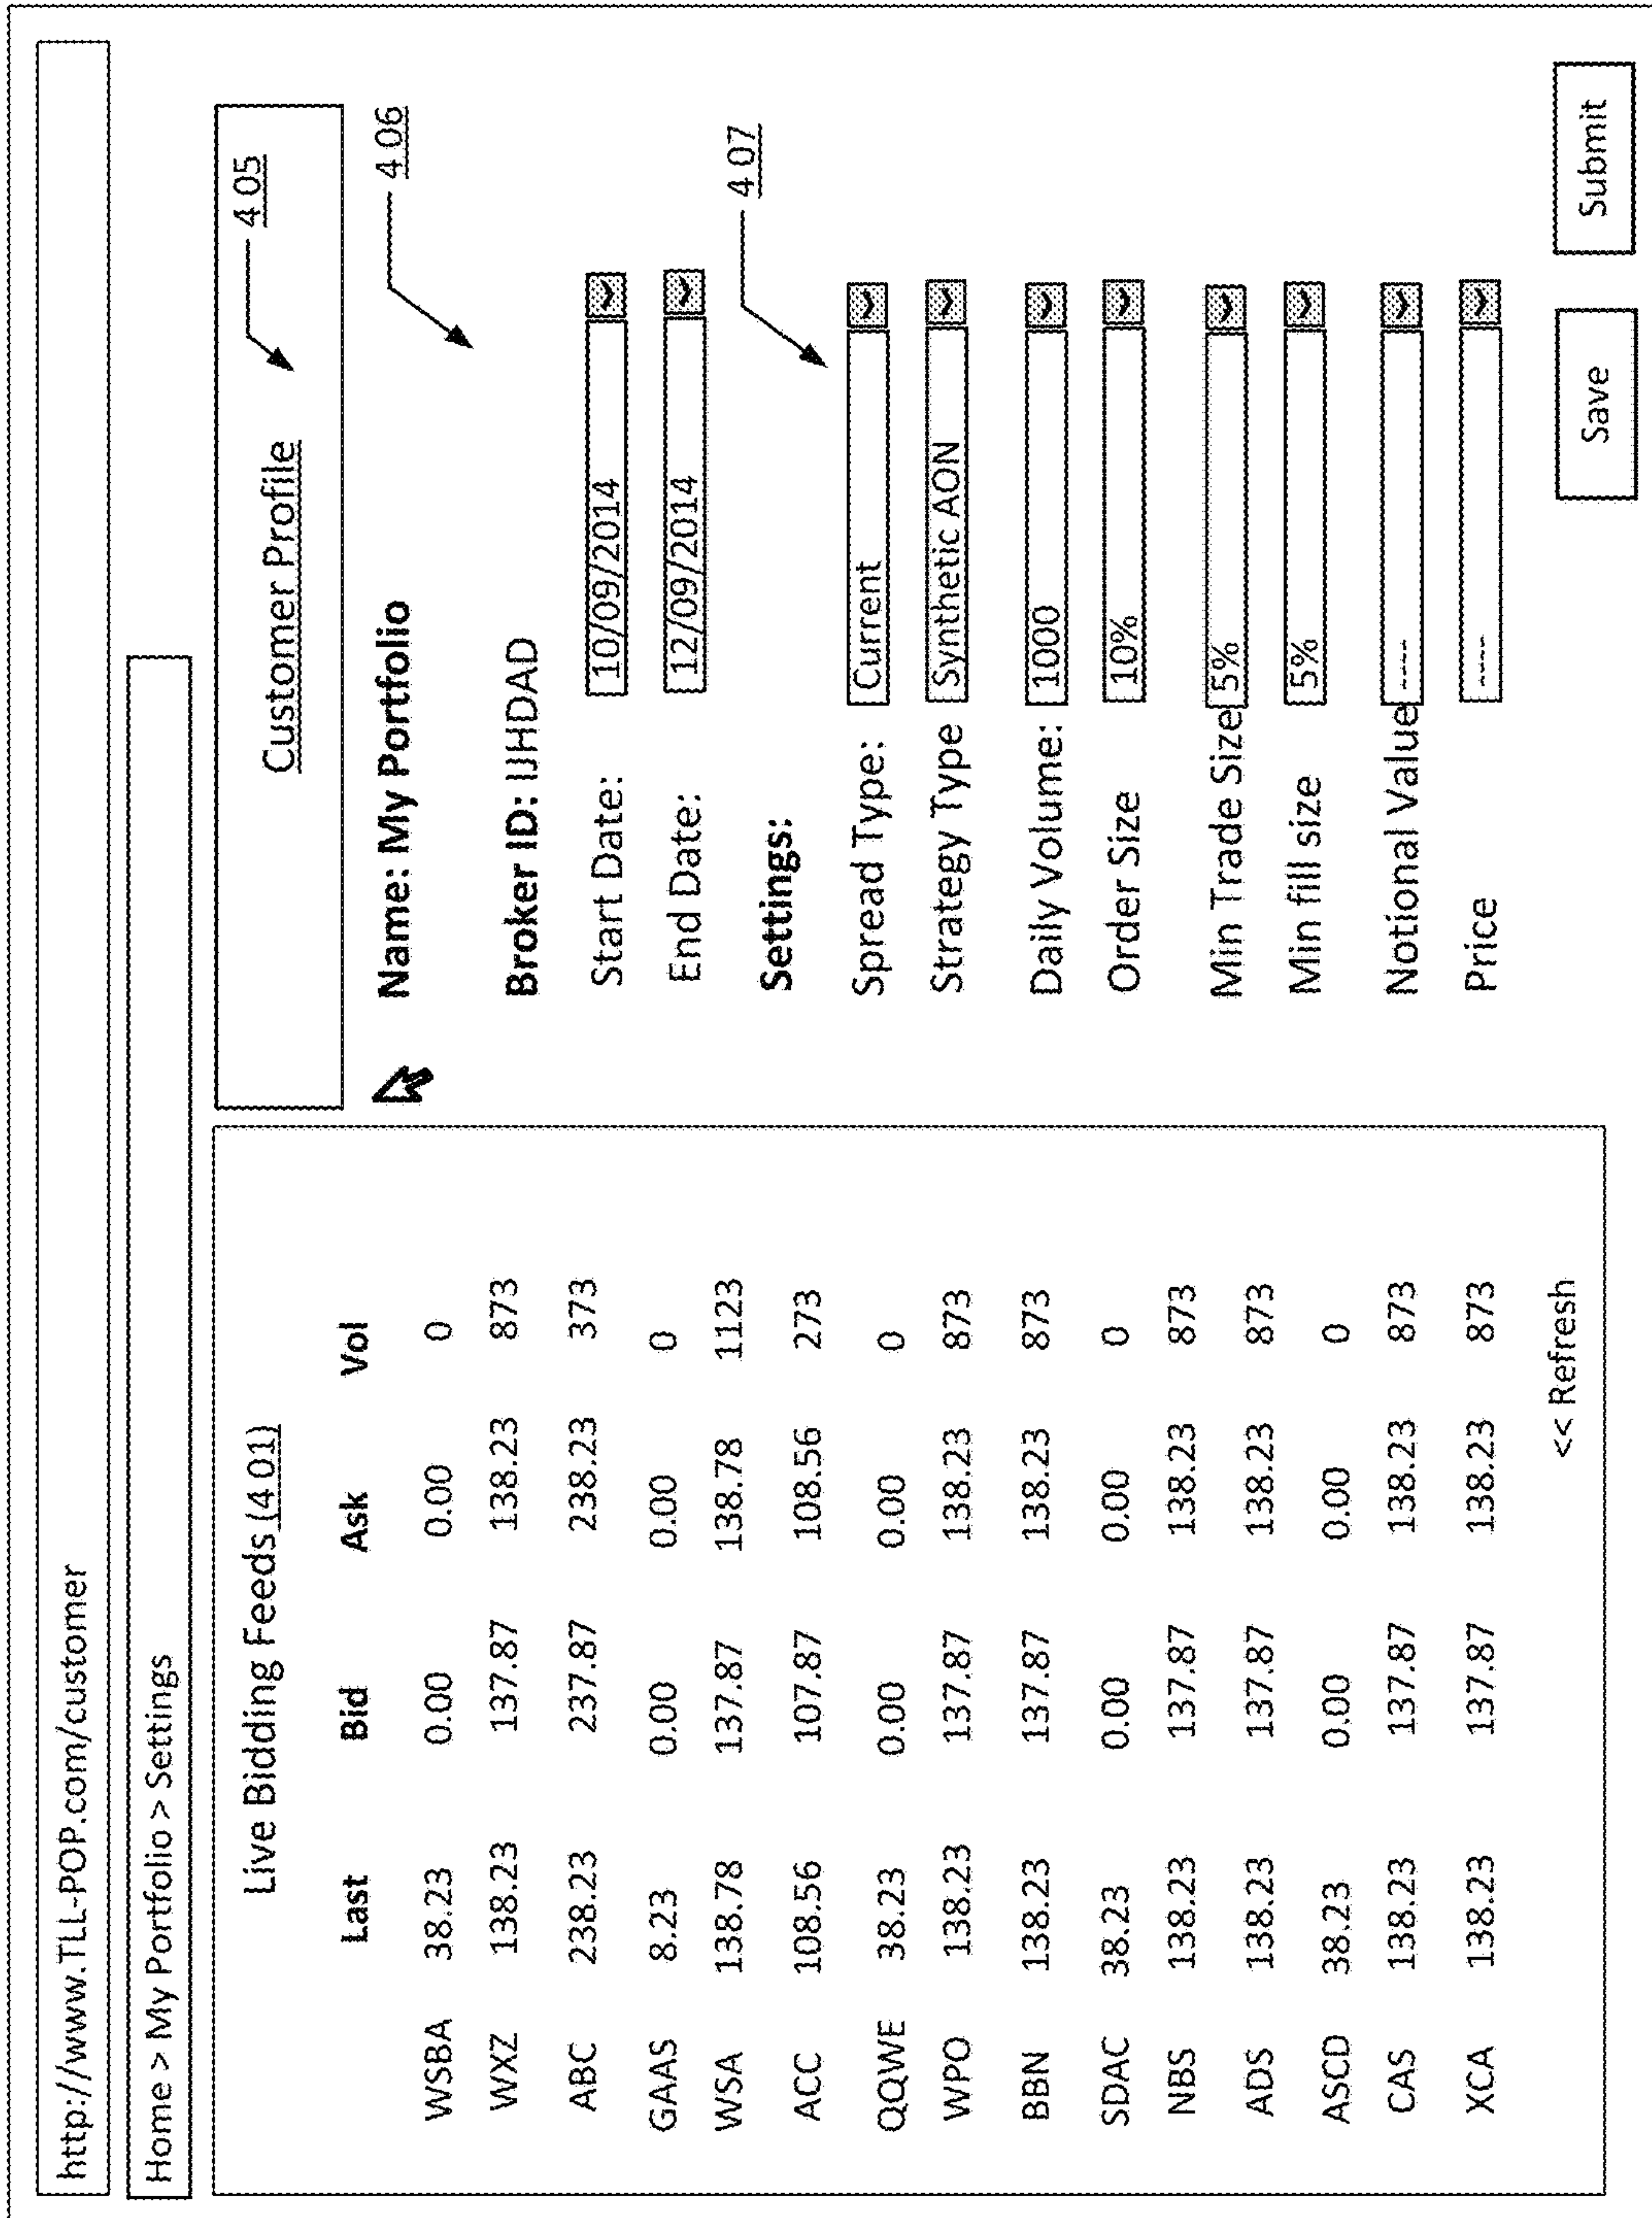 http://www.TLL-POP.com/customer
Home > My Portfolio > Settings
Live Bidding Feeds (4 01)
Last Bid Ask Vol
WSBA 38.23 0.00 0.00 0
WXZ 138.23 137.87 138.23 873
ABC 238.23 237.87 238.23 373
GAAS 8.23 0.00 0.00 0
WSA 138.78 137.87 138.78 1123
ACC 108.56 107.87 108.56 273
QQWE 38.23 0.00 0.00 0
WPO 138.23 137.87 138.23 873
BBN 138.23 137.87 138.23 873
SDAC 38.23 0.00 0.00 0
NBS 138.23 137.87 138.23 873
ADS 138.23 137.87 138.23 873
ASCD 38.23 0.00 0.00 0
CAS 138.23 137.87 138.23 873
XCA 138.23 137.87 138.23 873
<< Refresh
Customer Profile
4 05
Name: My Portfolio
4 06
Broker ID: IJHDAD
Start Date: 10/09/2014
End Date: 12/09/2014
Settings:
4 07
Spread Type: Current
Strategy Type Synthetic AON
Daily Volume: 1000
Order Size 10%
Min Trade Size 5%
Min fill size 5%
Notional Value ----
Price ----
Save Submit